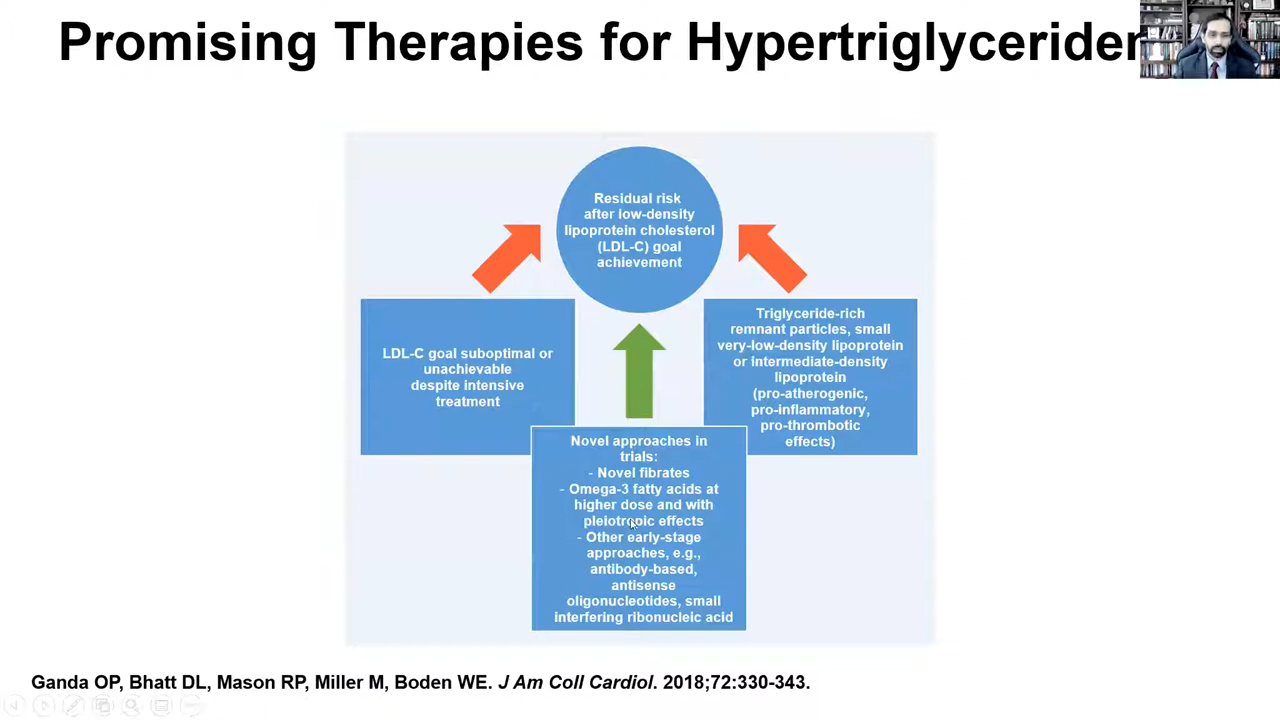 Promising Therapies for Hypertriglyceridem
Residual risk
after low-density
lipoprotein cholesterol
(LDL-C) goal
achievement
LDL-C goal suboptimal or
unachievable
despite intensive
treatment
Triglyceride-rich
remnant particles, small
very-low-density lipoprotein
or intermediate-density
lipoprotein
(pro-atherogenic,
pro-inflammatory,
pro-thrombotic
effects)
Novel approaches in
trials:
- Novel fibrates
- Omega-3 fatty acids at
higher dose and with
pleiotropic effects
- Other early-stage
approaches, e.g.,
antibody-based,
antisense
oligonucleotides, small
interfering ribonucleic acid
Ganda OP, Bhatt DL, Mason RP, Miller M, Boden WE. J Am Coll Cardiol. 2018;72:330-343.